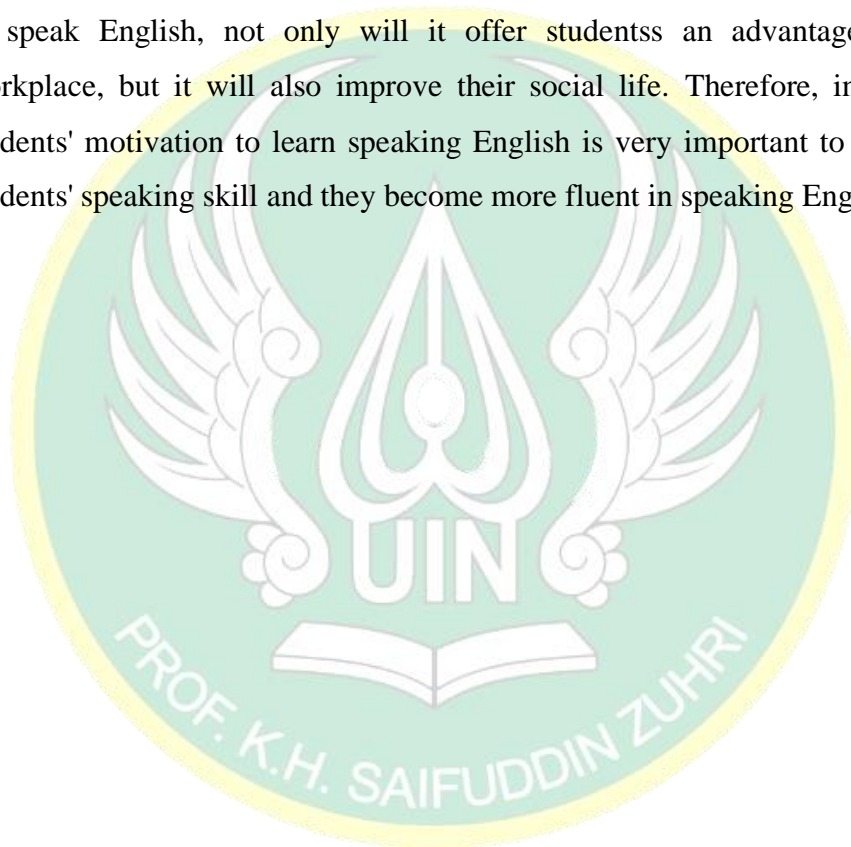 speak English, not only will it offer studentss an advantage
rkplace, but it will also improve their social life. Therefore, in
dents' motivation to learn speaking English is very important to
dents' speaking skill and they become more fluent in speaking Eng
UIN
PROF. K.H. SAIFUDDIN ZUHRI